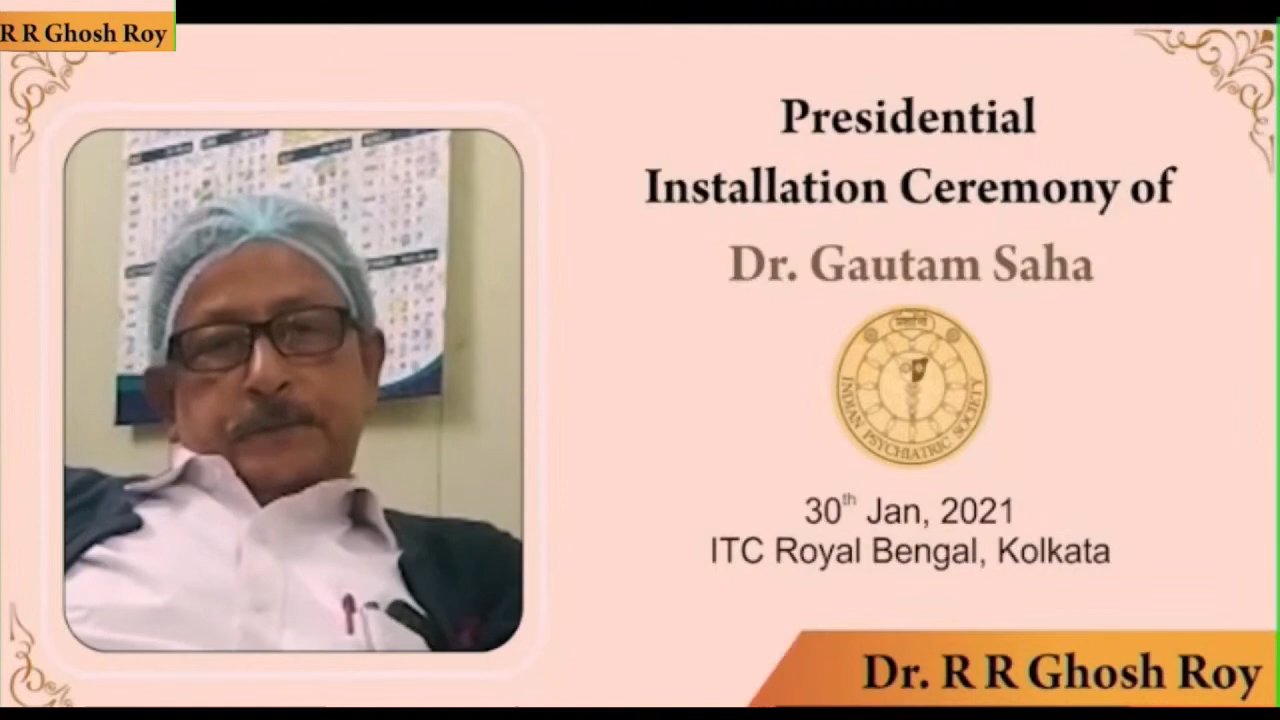 R R Ghosh Roy
Presidential
Installation Ceremony of
Dr. Gautam Saha
INDIAN PSYCHIATRIC SOCIETY
30th Jan, 2021
ITC Royal Bengal, Kolkata
Dr. R R Ghosh Roy